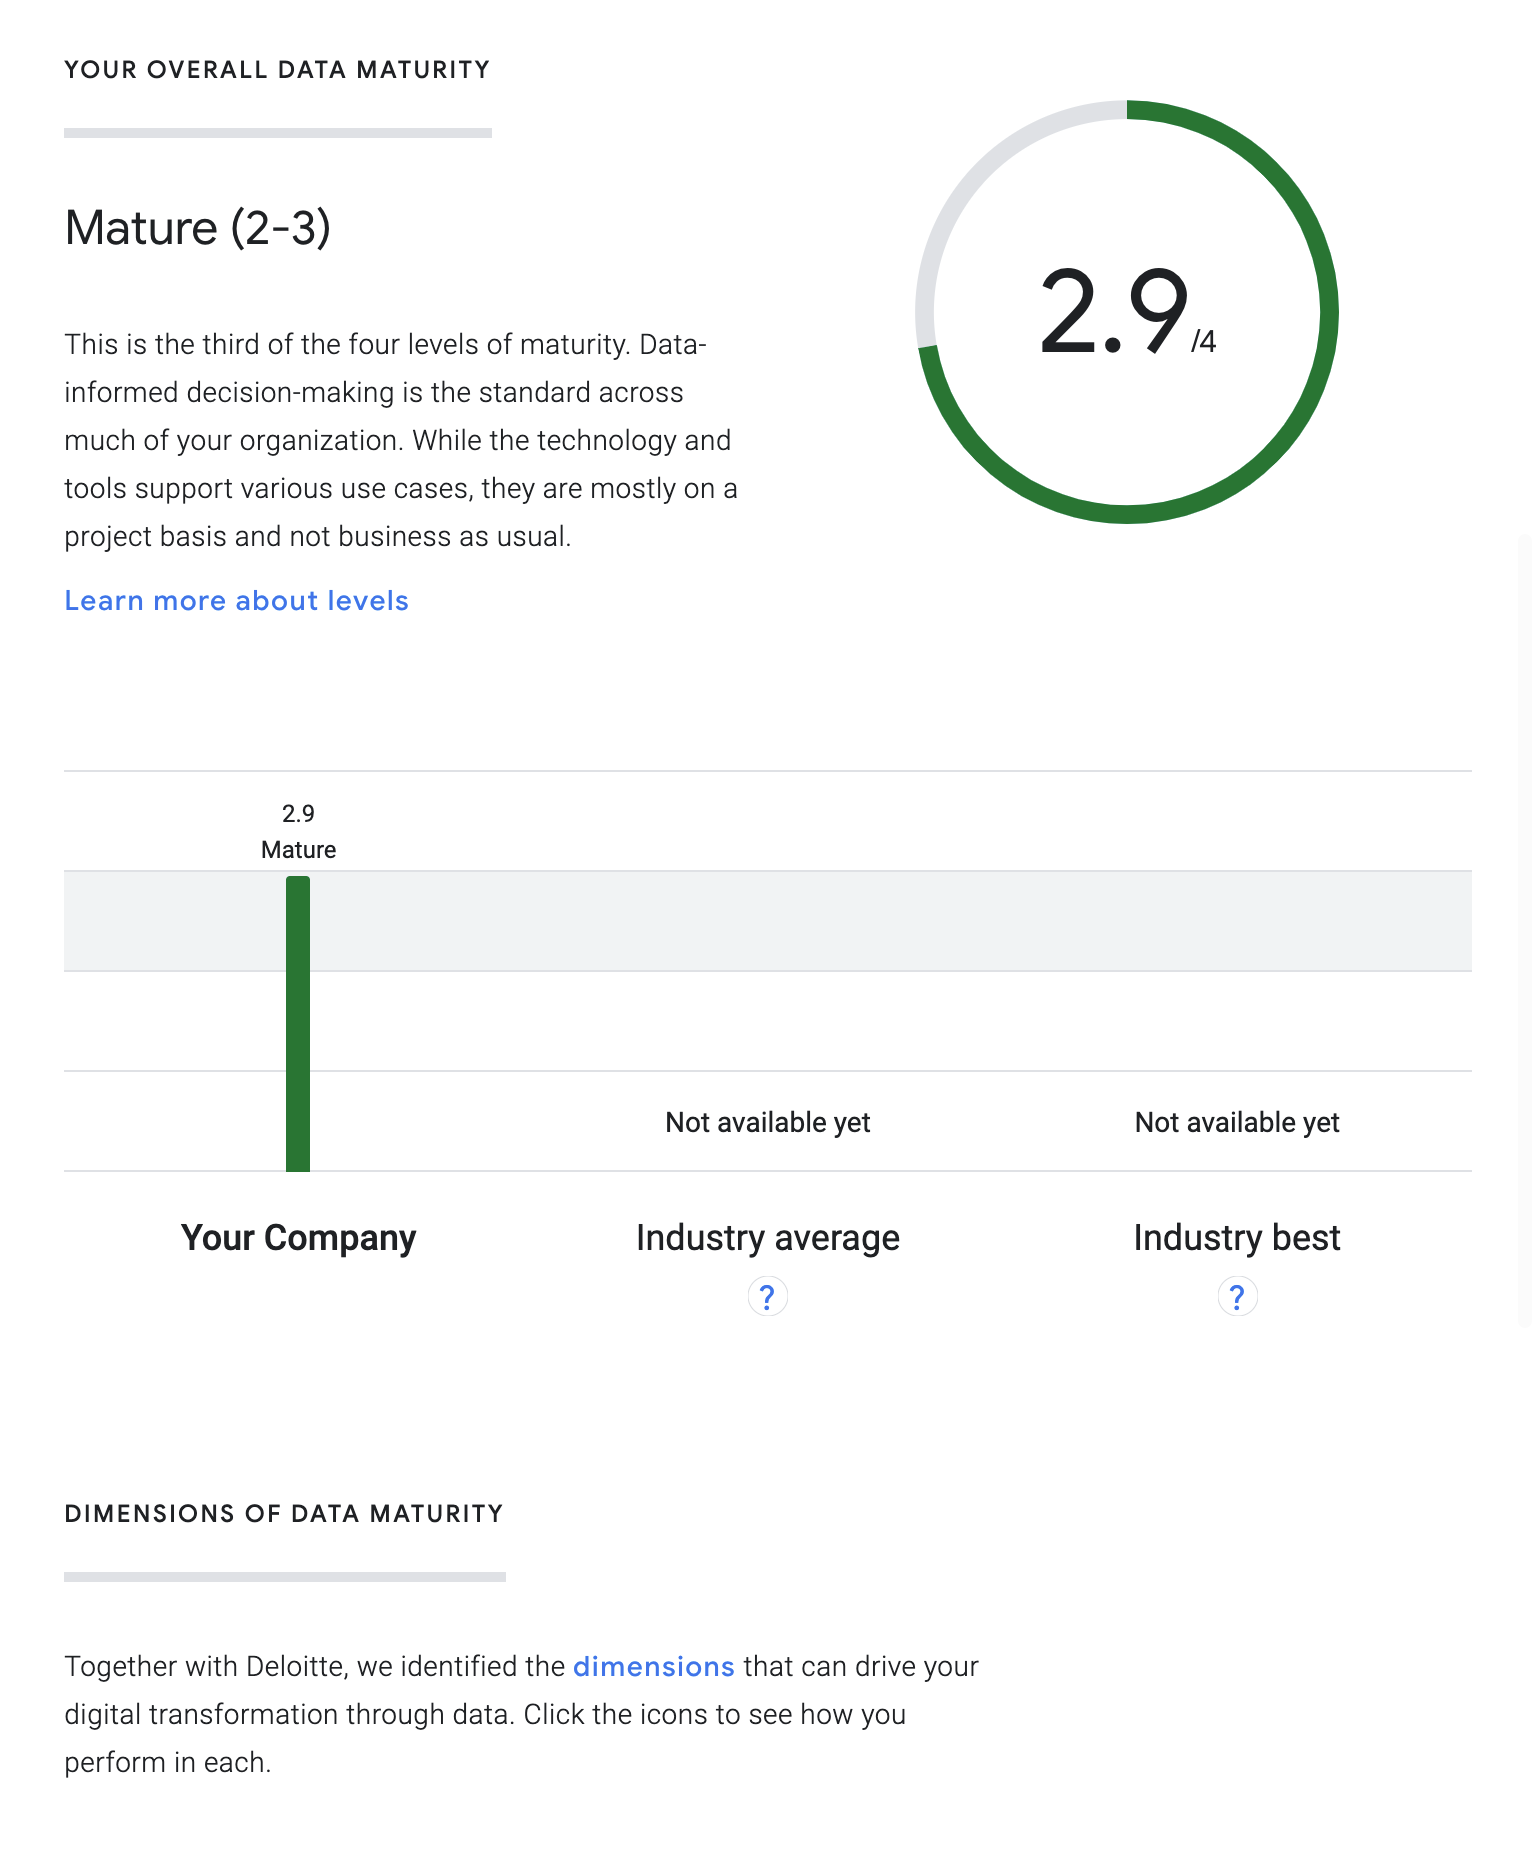 YOUR OVERALL DATA MATURITY
Mature (2-3)
This is the third of the four levels of maturity. Data-
informed decision-making is the standard across
much of your organization. While the technology and
tools support various use cases, they are mostly on a
project basis and not business as usual.
Learn more about levels
2.9/4
2.9
Mature
Not available yet
Not available yet
Your Company
Industry average
Industry best
?
?
DIMENSIONS OF DATA MATURITY
Together with Deloitte, we identified the dimensions that can drive your
digital transformation through data. Click the icons to see how you
perform in each.